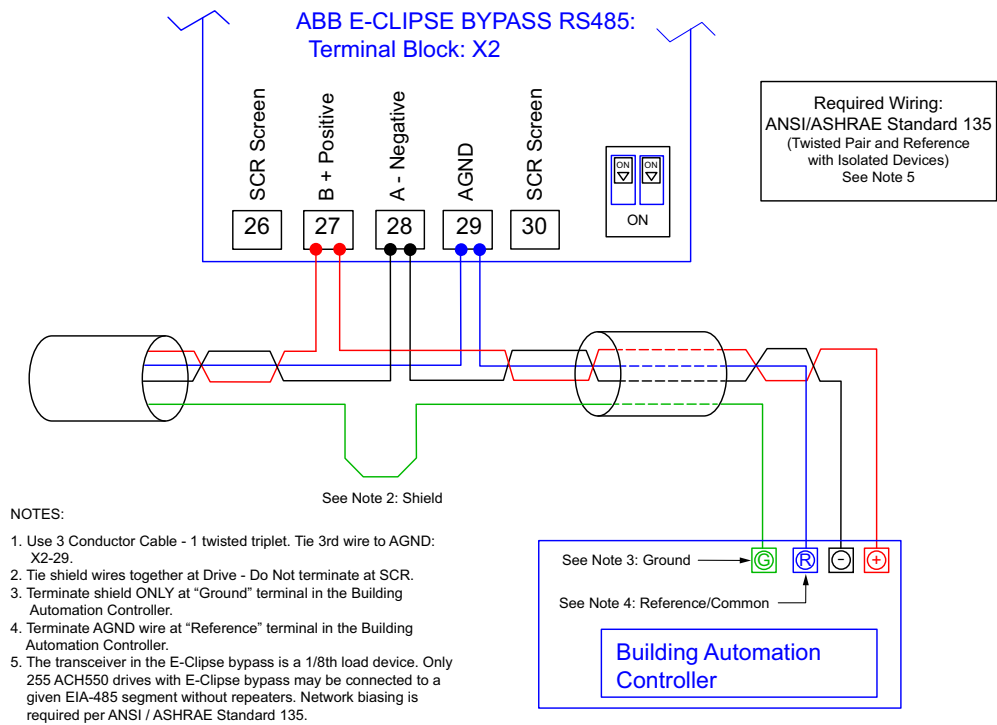 ABB E-CLIPSE BYPASS RS485:
Terminal Block: X2
SCR Screen
B + Positive
A - Negative
AGND
SCR Screen
26
27
28
29
30
ON
ON
ON
Required Wiring:
ANSI/ASHRAE Standard 135
(Twisted Pair and Reference
with Isolated Devices)
See Note 5
See Note 2: Shield
NOTES:
1. Use 3 Conductor Cable - 1 twisted triplet. Tie 3rd wire to AGND:
X2-29.
2. Tie shield wires together at Drive - Do Not terminate at SCR.
3. Terminate shield ONLY at “Ground” terminal in the Building
Automation Controller.
4. Terminate AGND wire at “Reference” terminal in the Building
Automation Controller.
5. The transceiver in the E-Clipse bypass is a 1/8th load device. Only
255 ACH550 drives with E-Clipse bypass may be connected to a
given EIA-485 segment without repeaters. Network biasing is
required per ANSI / ASHRAE Standard 135.
See Note 3: Ground
G
R
-
+
See Note 4: Reference/Common
Building Automation
Controller